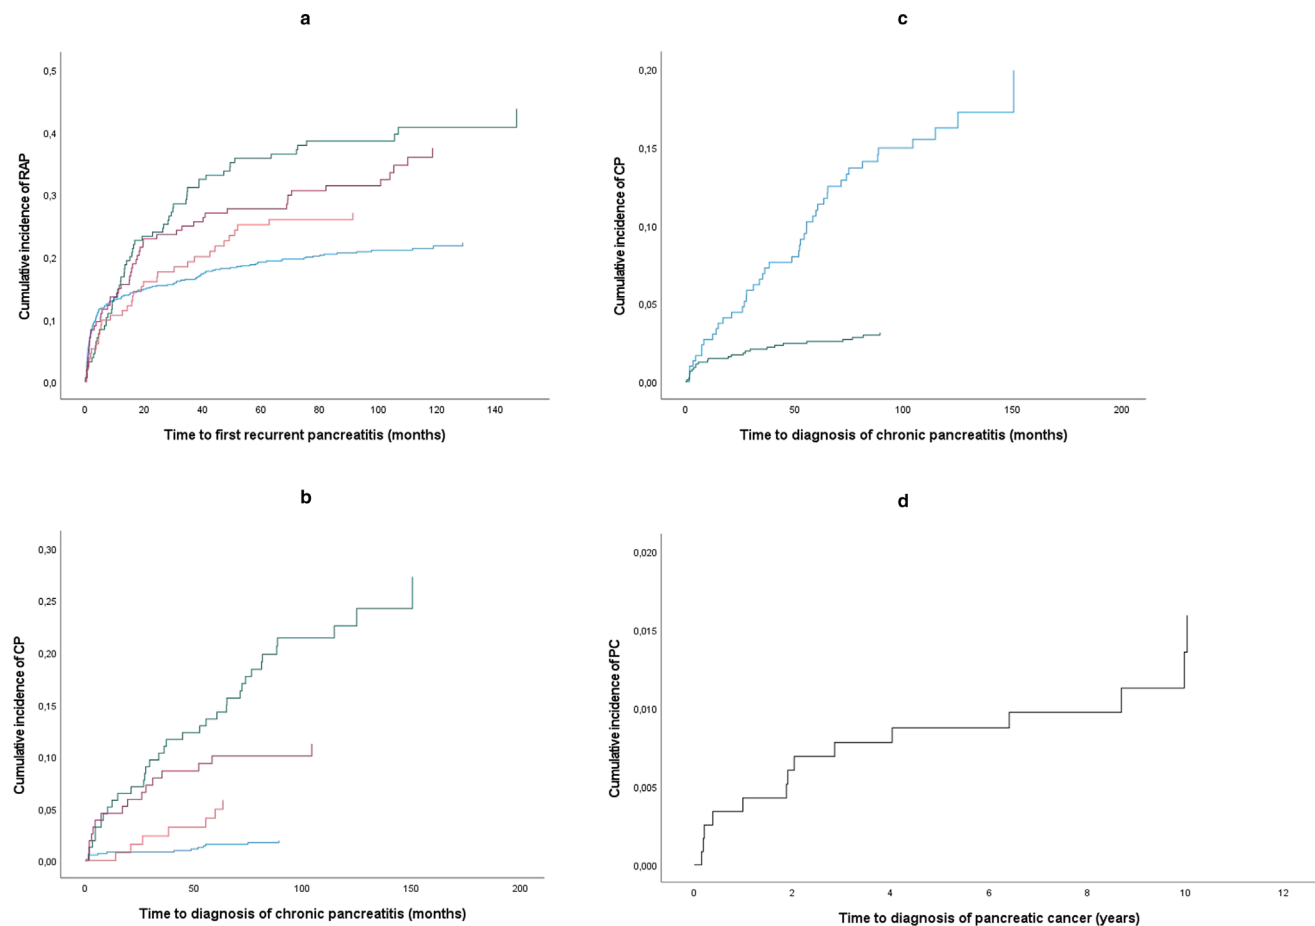 a
0,5
0,4
0,3
0,2
0,1
0,0
Cumulative incidence of RAP
0 20 40 60 80 100 120 140
Time to first recurrent pancreatitis (months)
c
0,20
0,15
0,10
0,05
0,00
Cumulative incidence of CP
0 50 100 150 200
Time to diagnosis of chronic pancreatitis (months)
b
0,30
0,25
0,20
0,15
0,10
0,05
0,00
Cumulative incidence of CP
0 50 100 150 200
Time to diagnosis of chronic pancreatitis (months)
d
0,020
0,015
0,010
0,005
0,000
Cumulative incidence of PC
0 2 4 6 8 10 12
Time to diagnosis of pancreatic cancer (years)